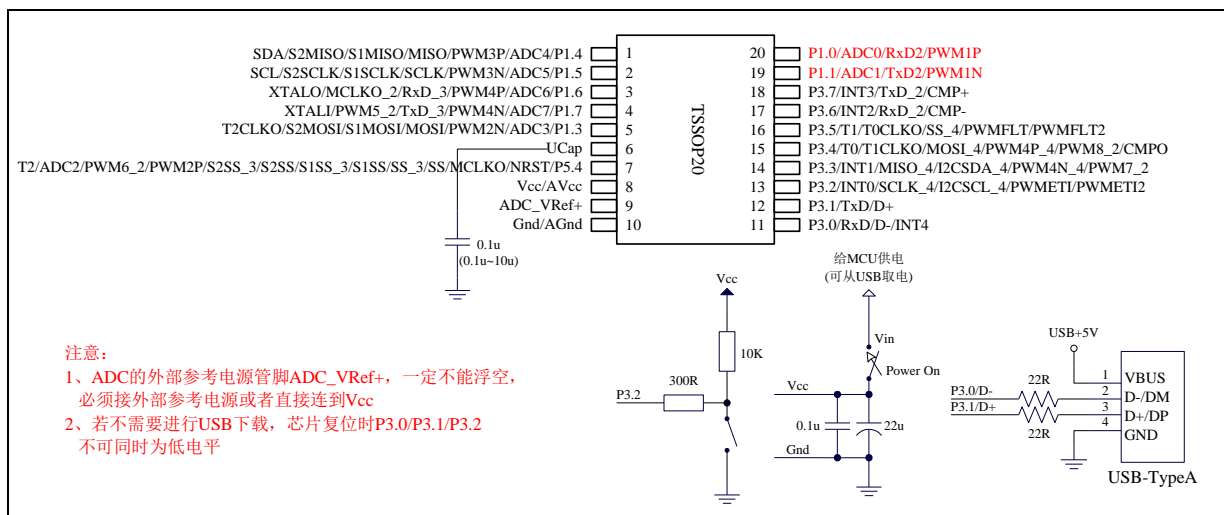 SDA/S2MISO/S1MISO/MISO/PWM3P/ADC4/P1.4
SCL/S2SCLK/S1SCLK/SCLK/PWM3N/ADC5/P1.5
XTALO/MCLKO_2/RxD_3/PWM4P/ADC6/P1.6
XTALI/PWM5_2/TxD_3/PWM4N/ADC7/P1.7
T2CLKO/S2MOSI/S1MOSI/MOSI/PWM2N/ADC3/P1.3
UCap
T2/ADC2/PWM6_2/PWM2P/S2SS_3/S2SS/S1SS_3/S1SS/SS_3/SS/MCLKO/NRST/P5.4
Vcc/AVcc
ADC_VRef+
Gnd/AGnd
1
2
3
4
5
6
7
8
9
10
TSSOP20
20
19
18
17
16
15
14
13
12
11
P1.0/ADC0/RxD2/PWM1P
P1.1/ADC1/TxD2/PWM1N
P3.7/INT3/TxD_2/CMP+
P3.6/INT2/RxD_2/CMP-
P3.5/T1/T0CLKO/SS_4/PWMFLT/PWMFLT2
P3.4/T0/T1CLKO/MOSI_4/PWM4P_4/PWM8_2/CMPO
P3.3/INT1/MISO_4/I2CSDA_4/PWM4N_4/PWM7_2
P3.2/INT0/SCLK_4/I2CSCL_4/PWMETI/PWMETI2
P3.1/TxD/D+
P3.0/RxD/D-/INT4
0.1u
(0.1u~10u)
注意：
1、ADC的外部参考电源管脚ADC_VRef+，一定不能浮空，
必须接外部参考电源或者直接连到Vcc
2、若不需要进行USB下载，芯片复位时P3.0/P3.1/P3.2
不可同时为低电平
Vcc
10K
P3.2
300R
给MCU供电
(可从USB取电)
Vin
Power On
Vcc
0.1u
22u
Gnd
USB+5V
P3.0/D-
P3.1/D+
22R
22R
1
2
3
4
VBUS
D-/DM
D+/DP
GND
USB-TypeA